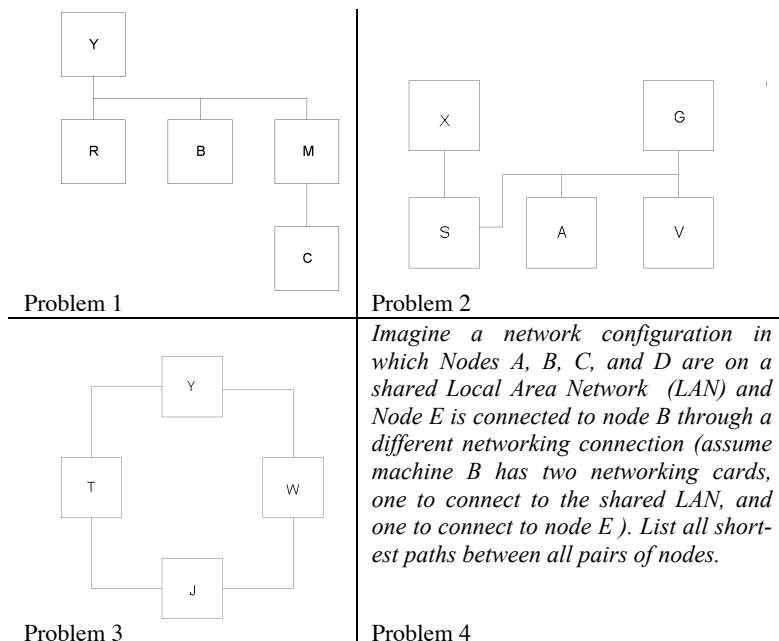 Y
R B M
C
Problem 1
X G
S A V
Problem 2
Y
T W
J
Problem 3
Imagine a network configuration in
which Nodes A, B, C, and D are on a
shared Local Area Network (LAN) and
Node E is connected to node B through a
different networking connection (assume
machine B has two networking cards,
one to connect to the shared LAN, and
one to connect to node E ). List all short-
est paths between all pairs of nodes.
Problem 4